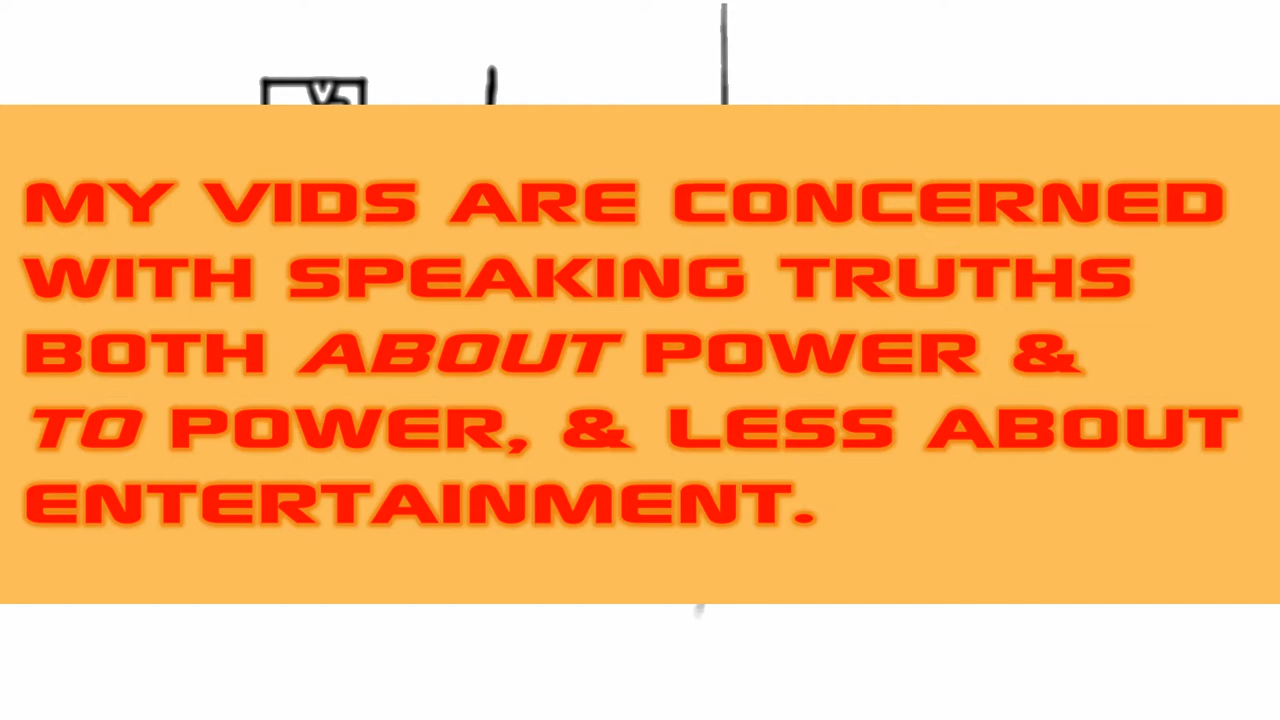 MY VIDS ARE CONCERNED
WITH SPEAKING TRUTHS
BOTH ABOUT POWER &
TO POWER, & LESS ABOUT
ENTERTAINMENT.